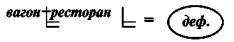 вагон+ресторан = деф.